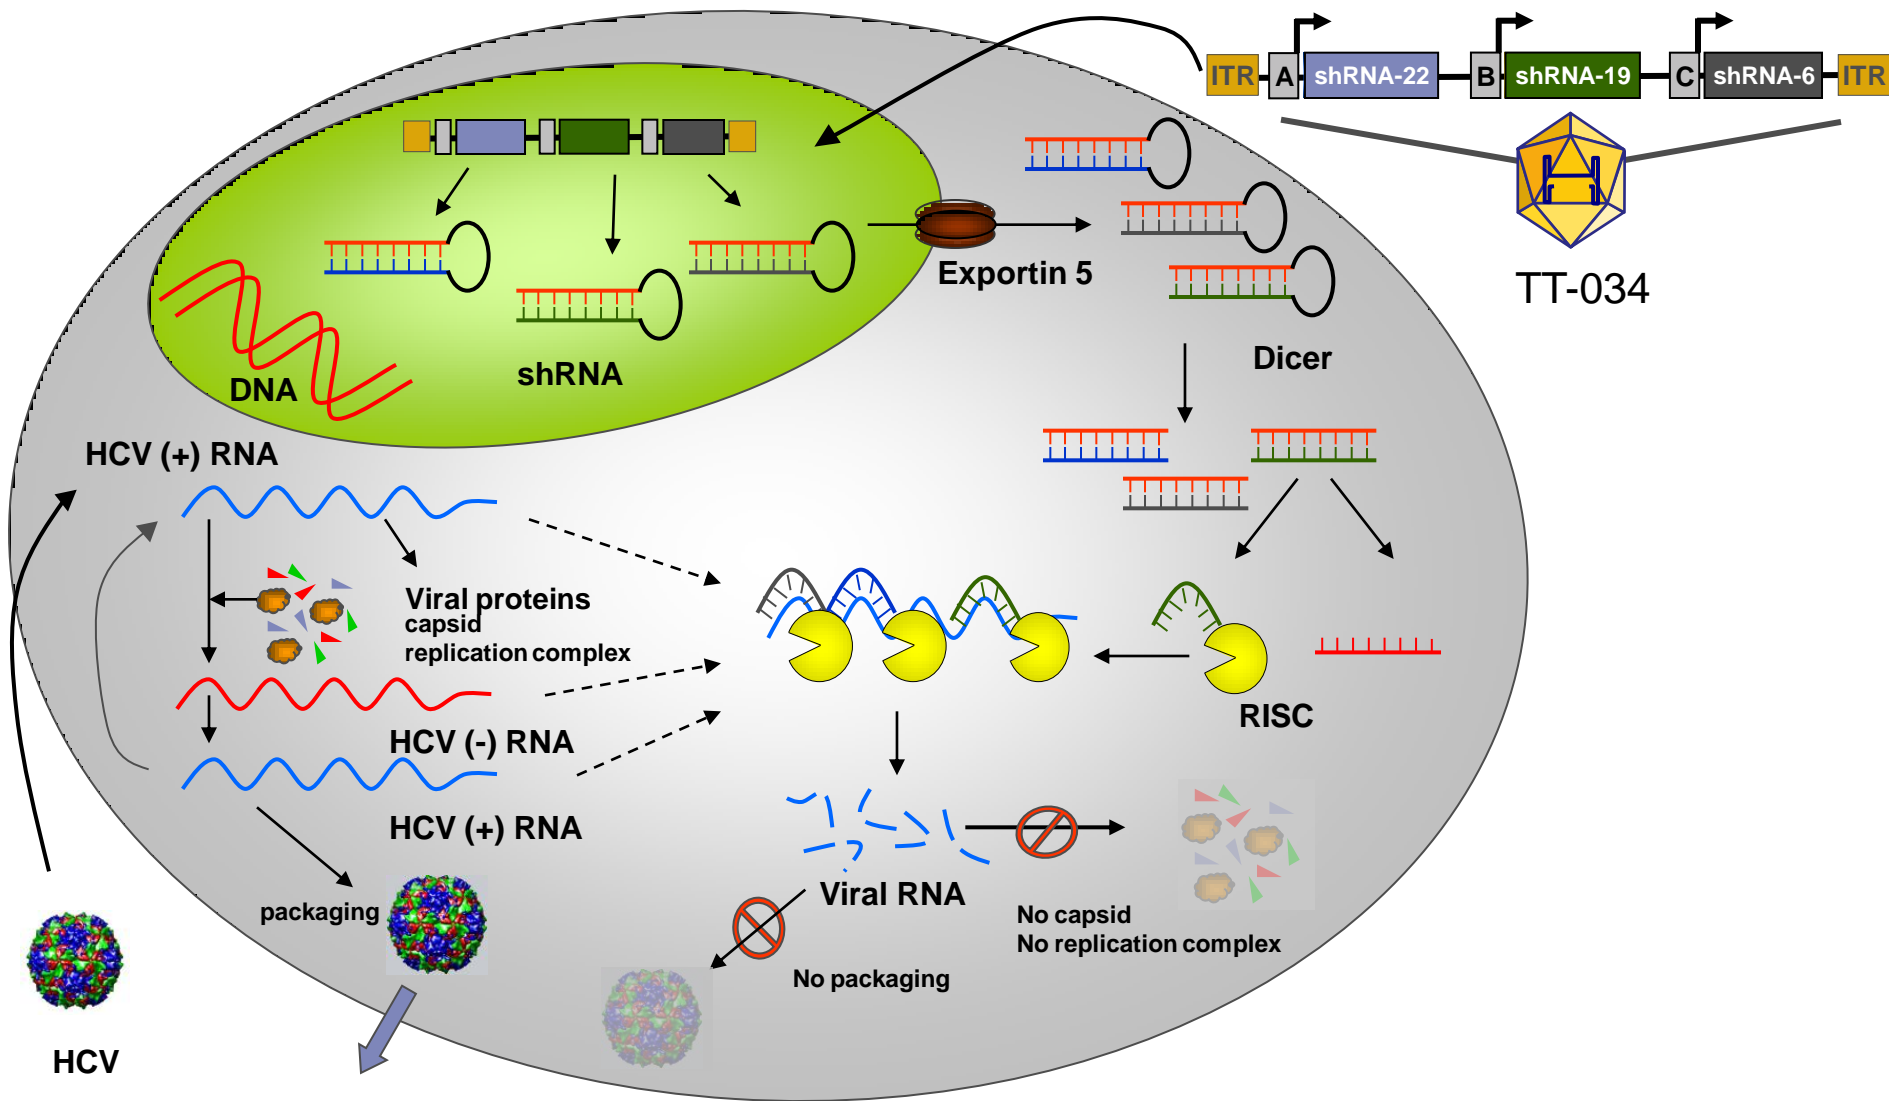 ITR A shRNA-22 B shRNA-19 C shRNA-6 ITR
TT-034
Exportin 5
Dicer
shRNA
DNA
HCV (+) RNA
Viral proteins
capsid
replication complex
HCV (-) RNA
HCV (+) RNA
RISC
packaging
Viral RNA
No capsid
No replication complex
No packaging
HCV